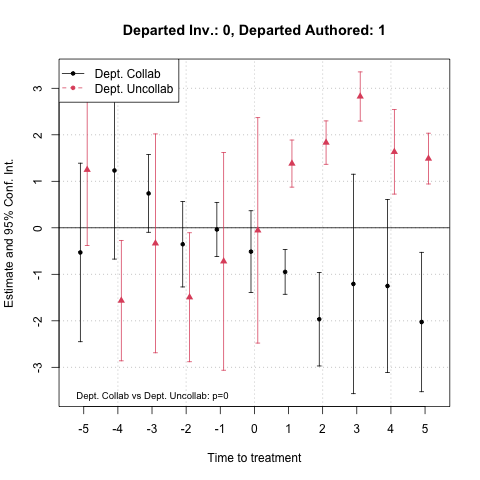 Departed Inv.: 0, Departed Authored: 1
Dept. Collab
Dept. Uncollab
Estimate and 95% Conf. Int.
3
2
1
0
-1
-2
-3
Dept. Collab vs Dept. Uncollab: p=0
-5 -4 -3 -2 -1 0 1 2 3 4 5
Time to treatment